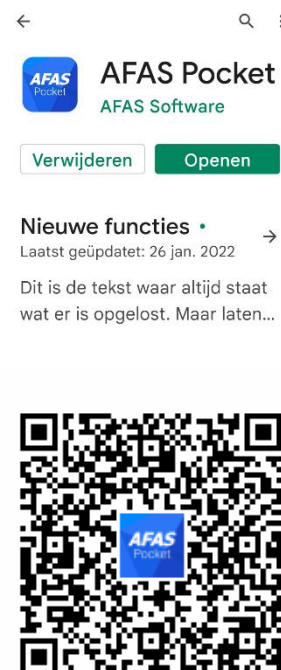 AFAS
Pocket
AFAS Pocket
AFAS Software
Verwijderen
Openen
Nieuwe functies •
Laatst geüpdatet: 26 jan. 2022
Dit is de tekst waar altijd staat
wat er is opgelost. Maar laten...
AFAS
Pocket